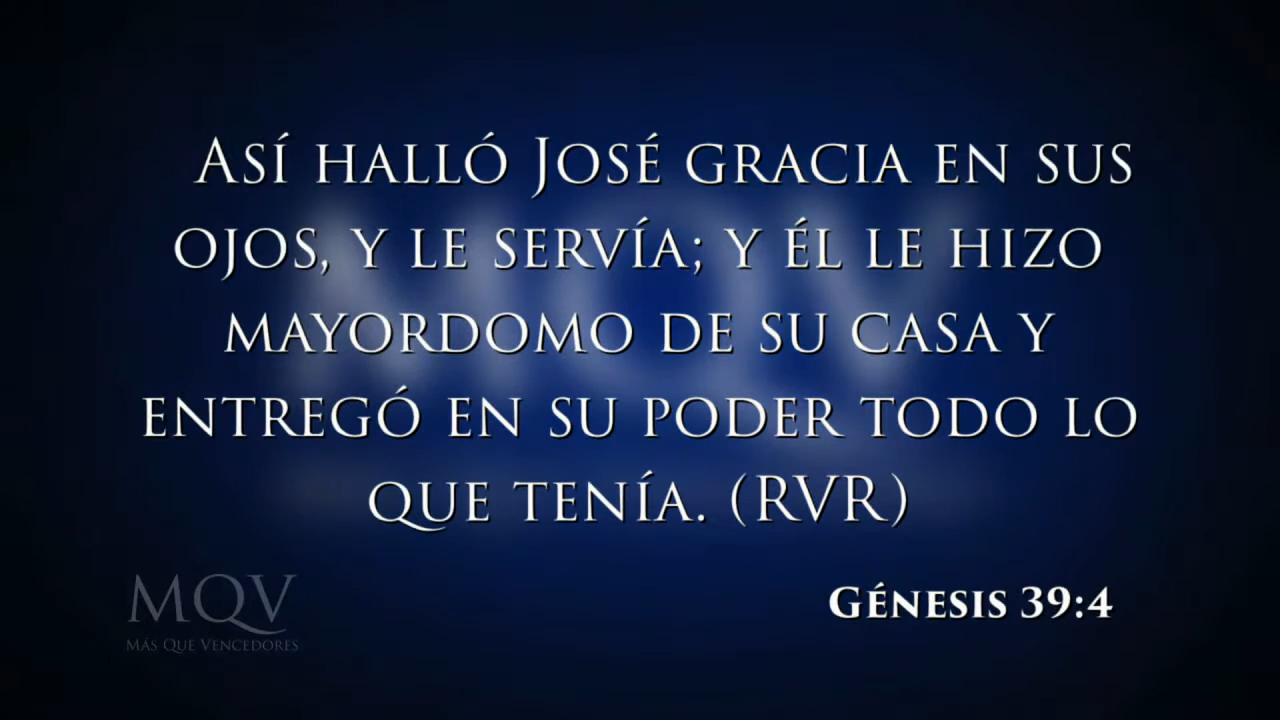 Así halló José gracia en sus
ojos, y le servía; y él le hizo
mayordomo de su casa y
entregó en su poder todo lo
que tenía. (RVR)
Génesis 39:4
MQV
Más Que Vencedores